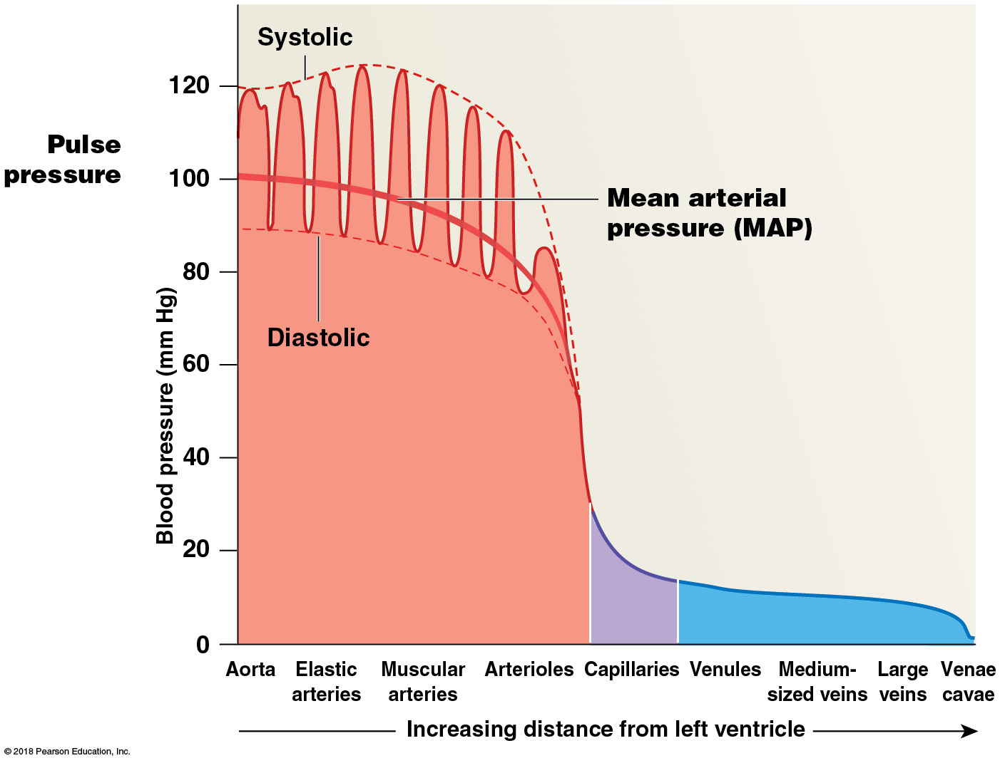 Systolic
120
Pulse
pressure
100
Mean arterial
pressure (MAP)
80
Diastolic
60
40
20
0
Blood pressure (mm Hg)
Aorta
Elastic
arteries
Muscular
arteries
Arterioles
Capillaries
Venules
Medium-
sized veins
Large
veins
Venae
cavae
Increasing distance from left ventricle
© 2018 Pearson Education, Inc.